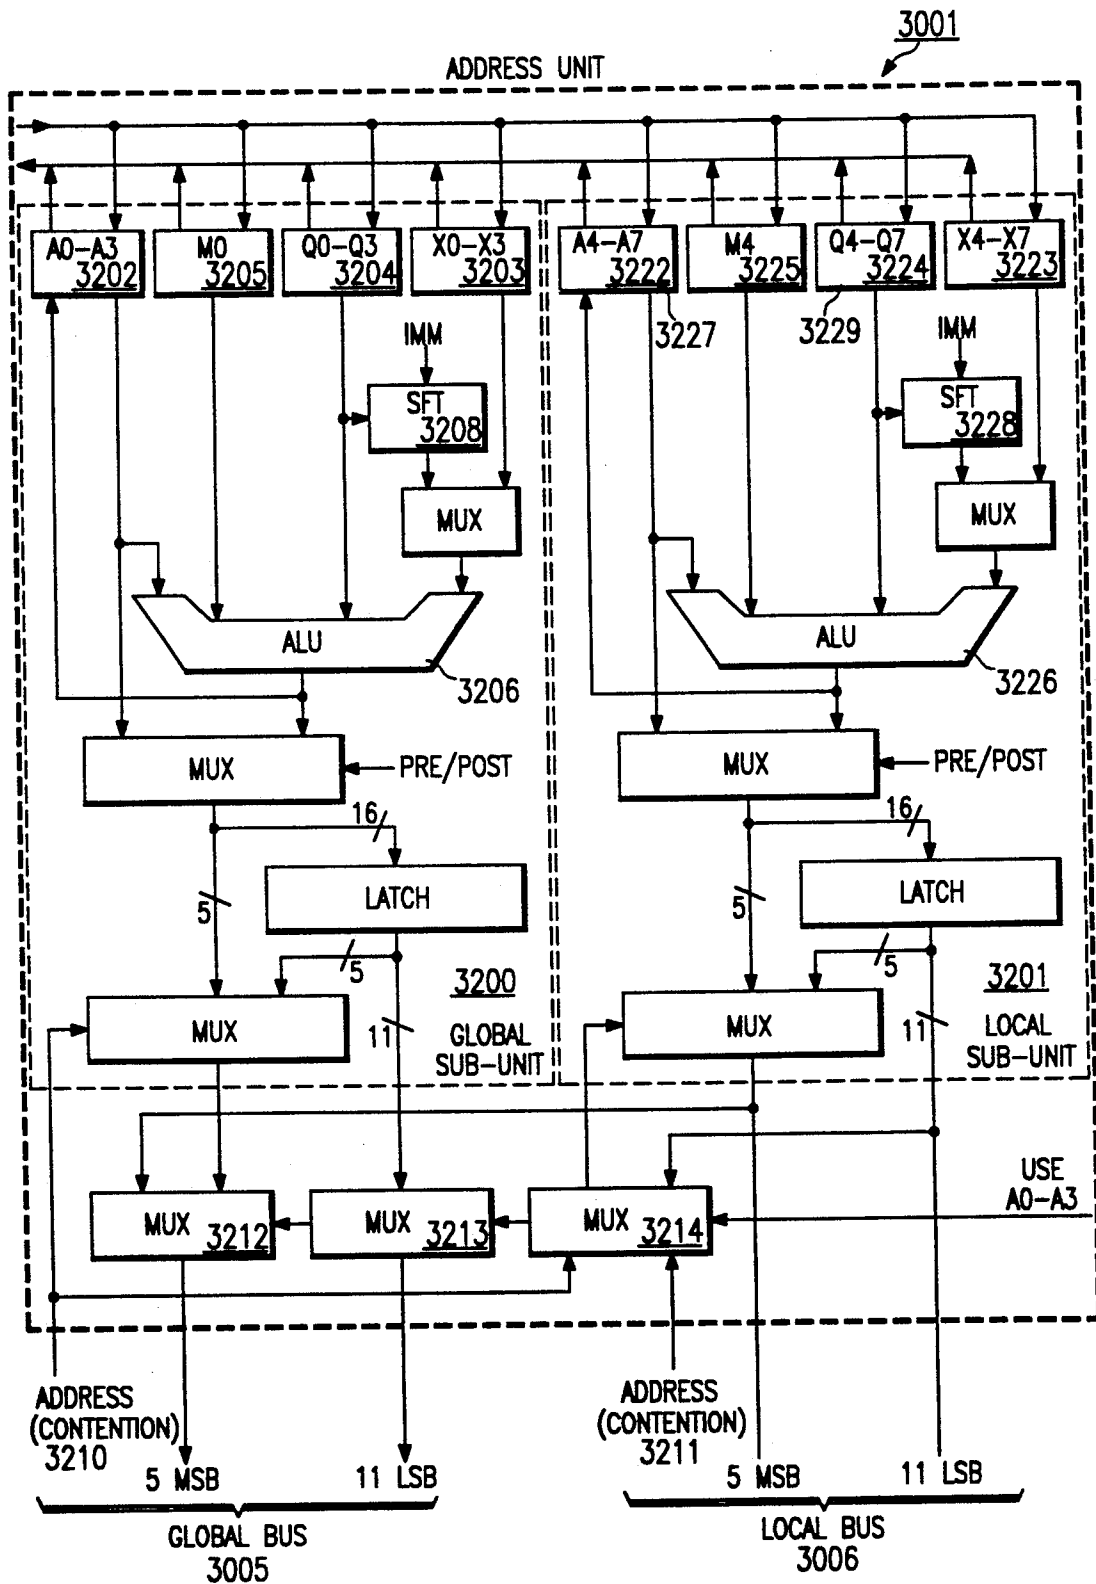 3001
ADDRESS UNIT
A0-A3
3202
M0
3205
Q0-Q3
3204
X0-X3
3203
A4-A7
3222
M4
3225
Q4-Q7
3224
X4-X7
3223
3227
3229
IMM
IMM
SFT
3208
SFT
3228
MUX
MUX
ALU
ALU
3206
3226
MUX
PRE/POST
MUX
PRE/POST
16
16
LATCH
LATCH
5
5
5
5
3200
3201
MUX
11
GLOBAL
SUB-UNIT
MUX
11
LOCAL
SUB-UNIT
USE
A0-A3
MUX
3212
MUX
3213
MUX
3214
ADDRESS
(CONTENTION)
3210
ADDRESS
(CONTENTION)
3211
5 MSB
11 LSB
5 MSB
11 LSB
GLOBAL BUS
3005
LOCAL BUS
3006